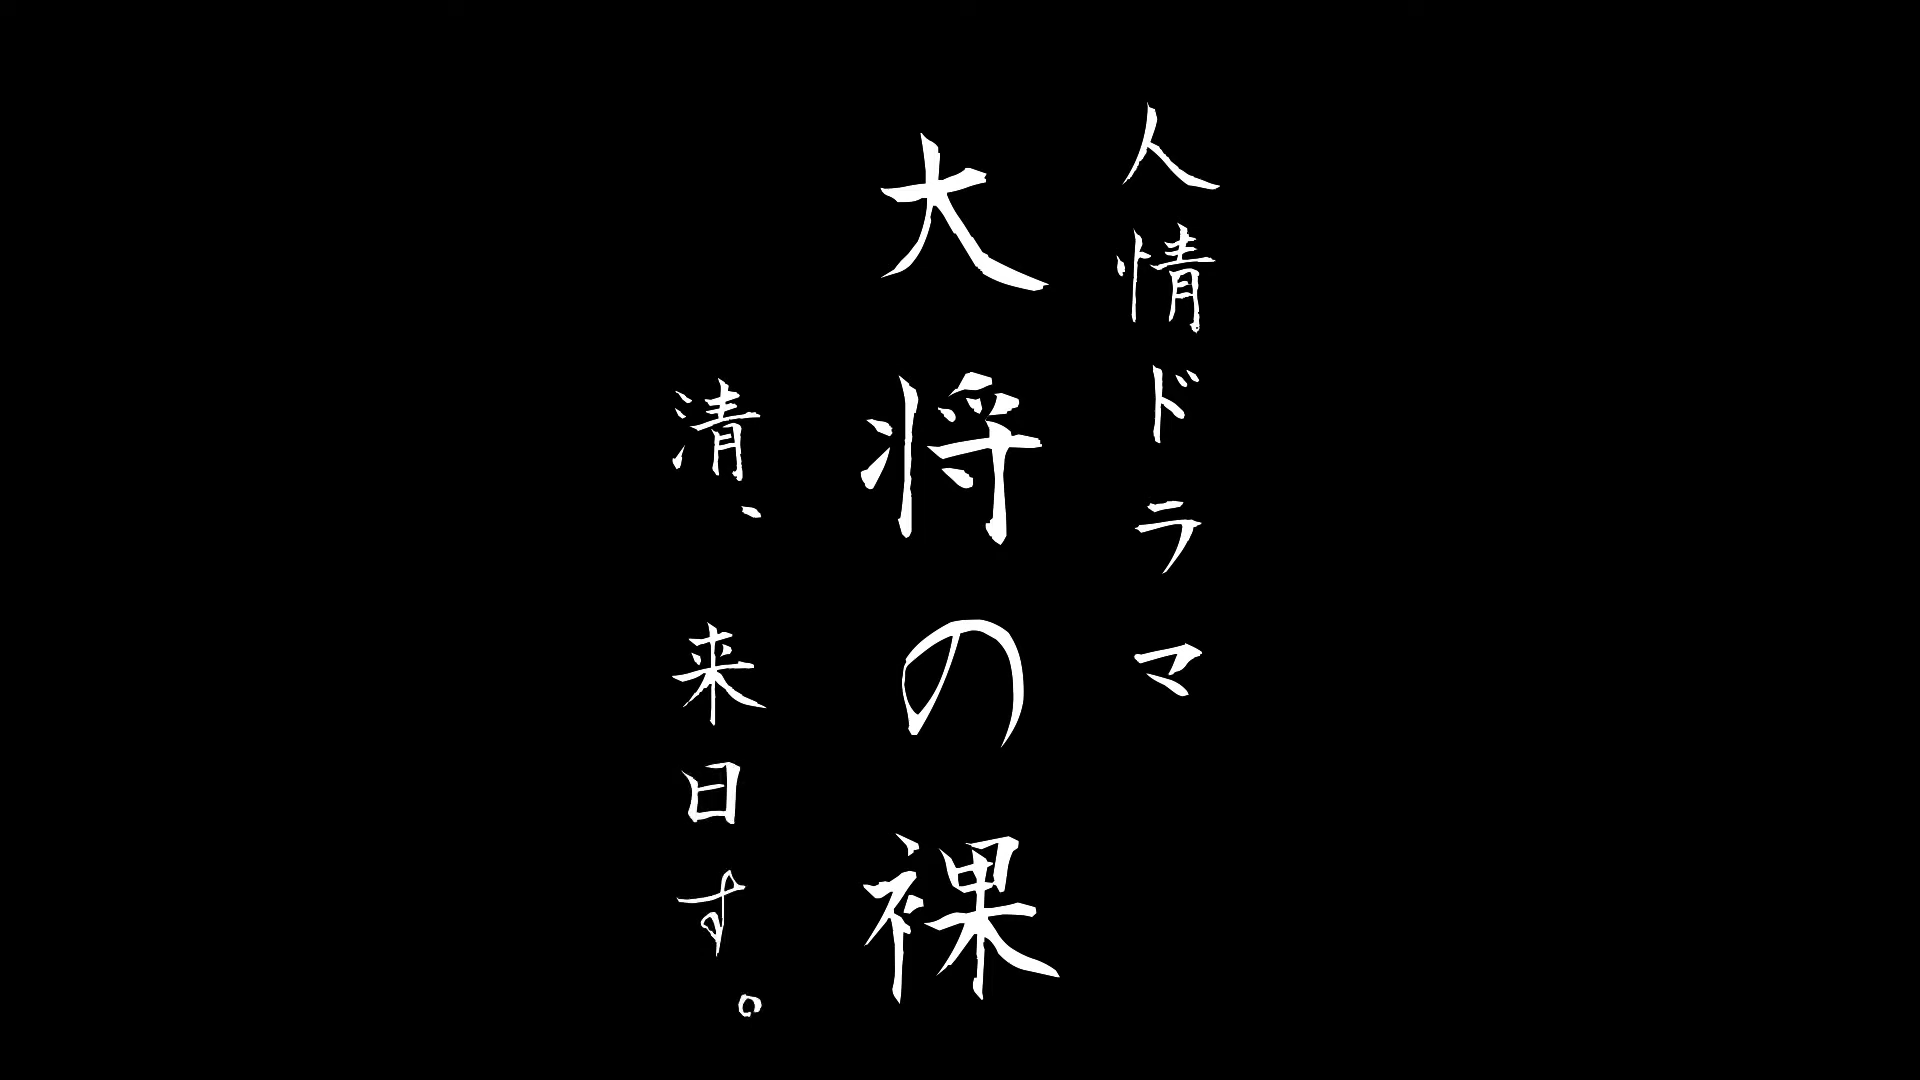 人情ドラマ
大将の裸
清、来日す。